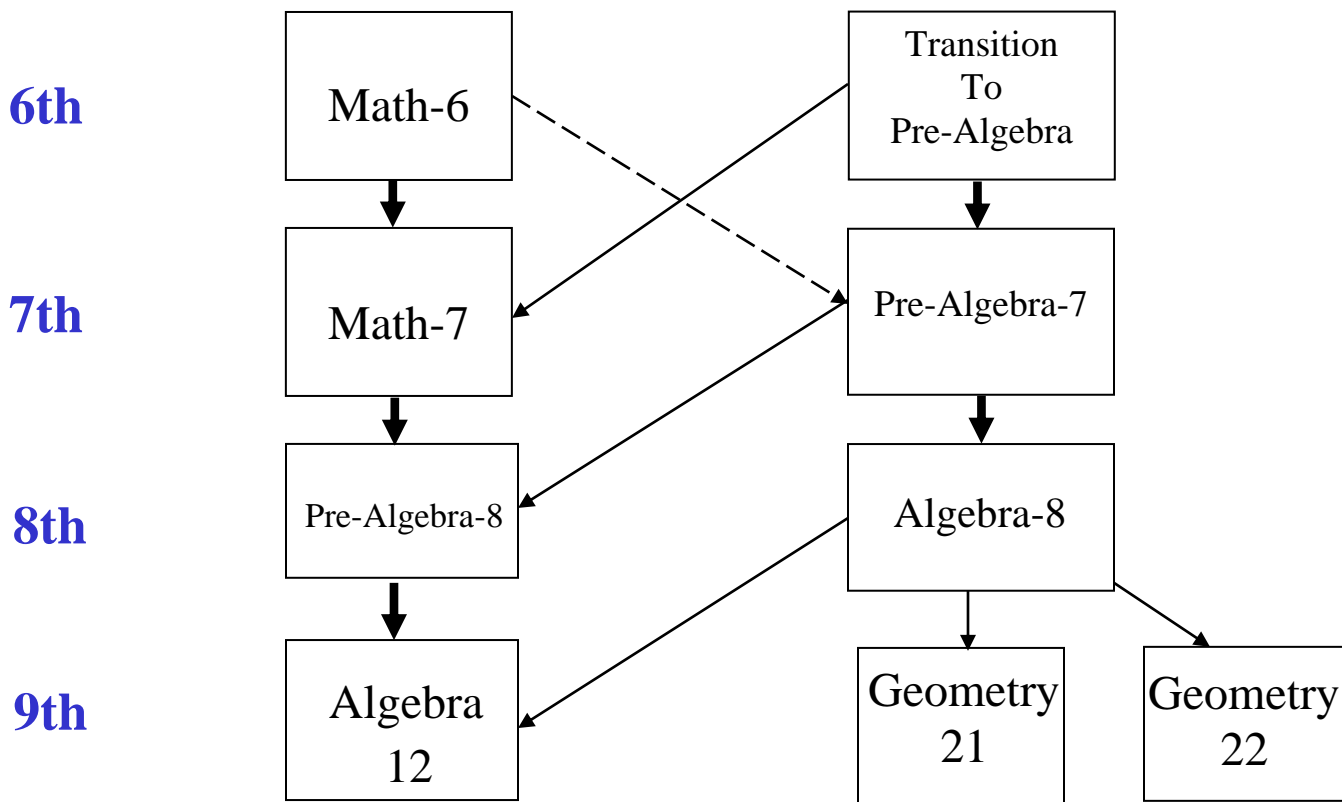 6th
Math-6
Transition
To
Pre-Algebra
7th
Math-7
Pre-Algebra-7
8th
Pre-Algebra-8
Algebra-8
9th
Algebra
12
Geometry
21
Geometry
22